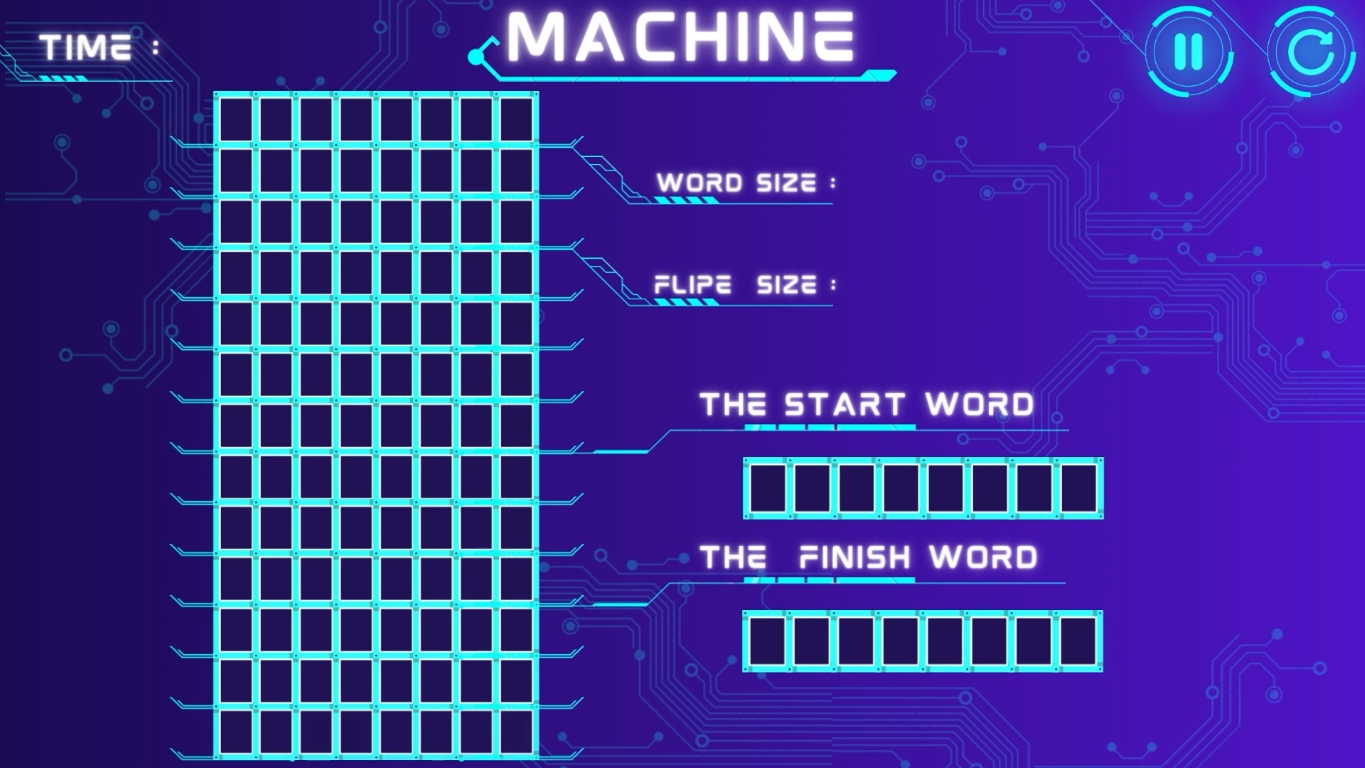 MACHINE
TIME :
WORD SIZE :
FLIPE SIZE :
THE START WORD
THE FINISH WORD